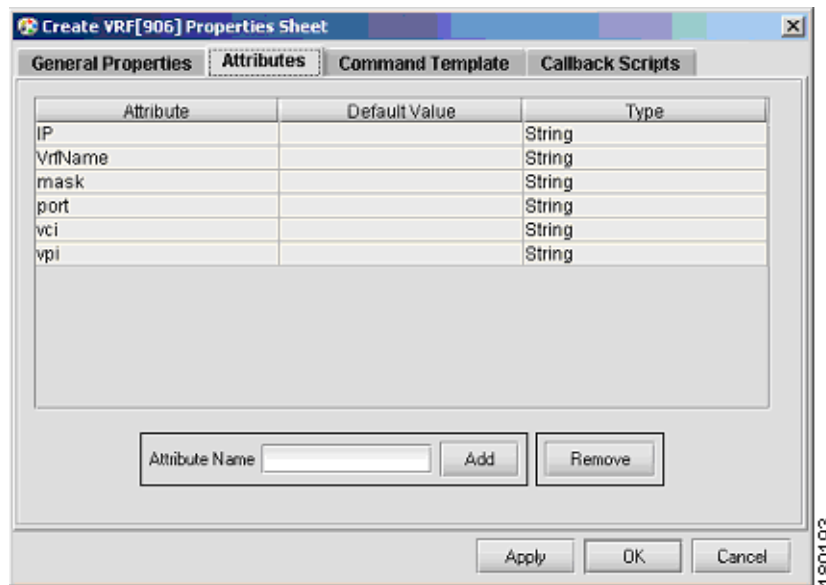 Create VRF[906] Properties Sheet
General Properties Attributes Command Template Callback Scripts
Attribute Default Value Type
IP String
VrfName String
mask String
port String
vci String
vpi String
Attribute Name Add Remove
Apply OK Cancel
180193